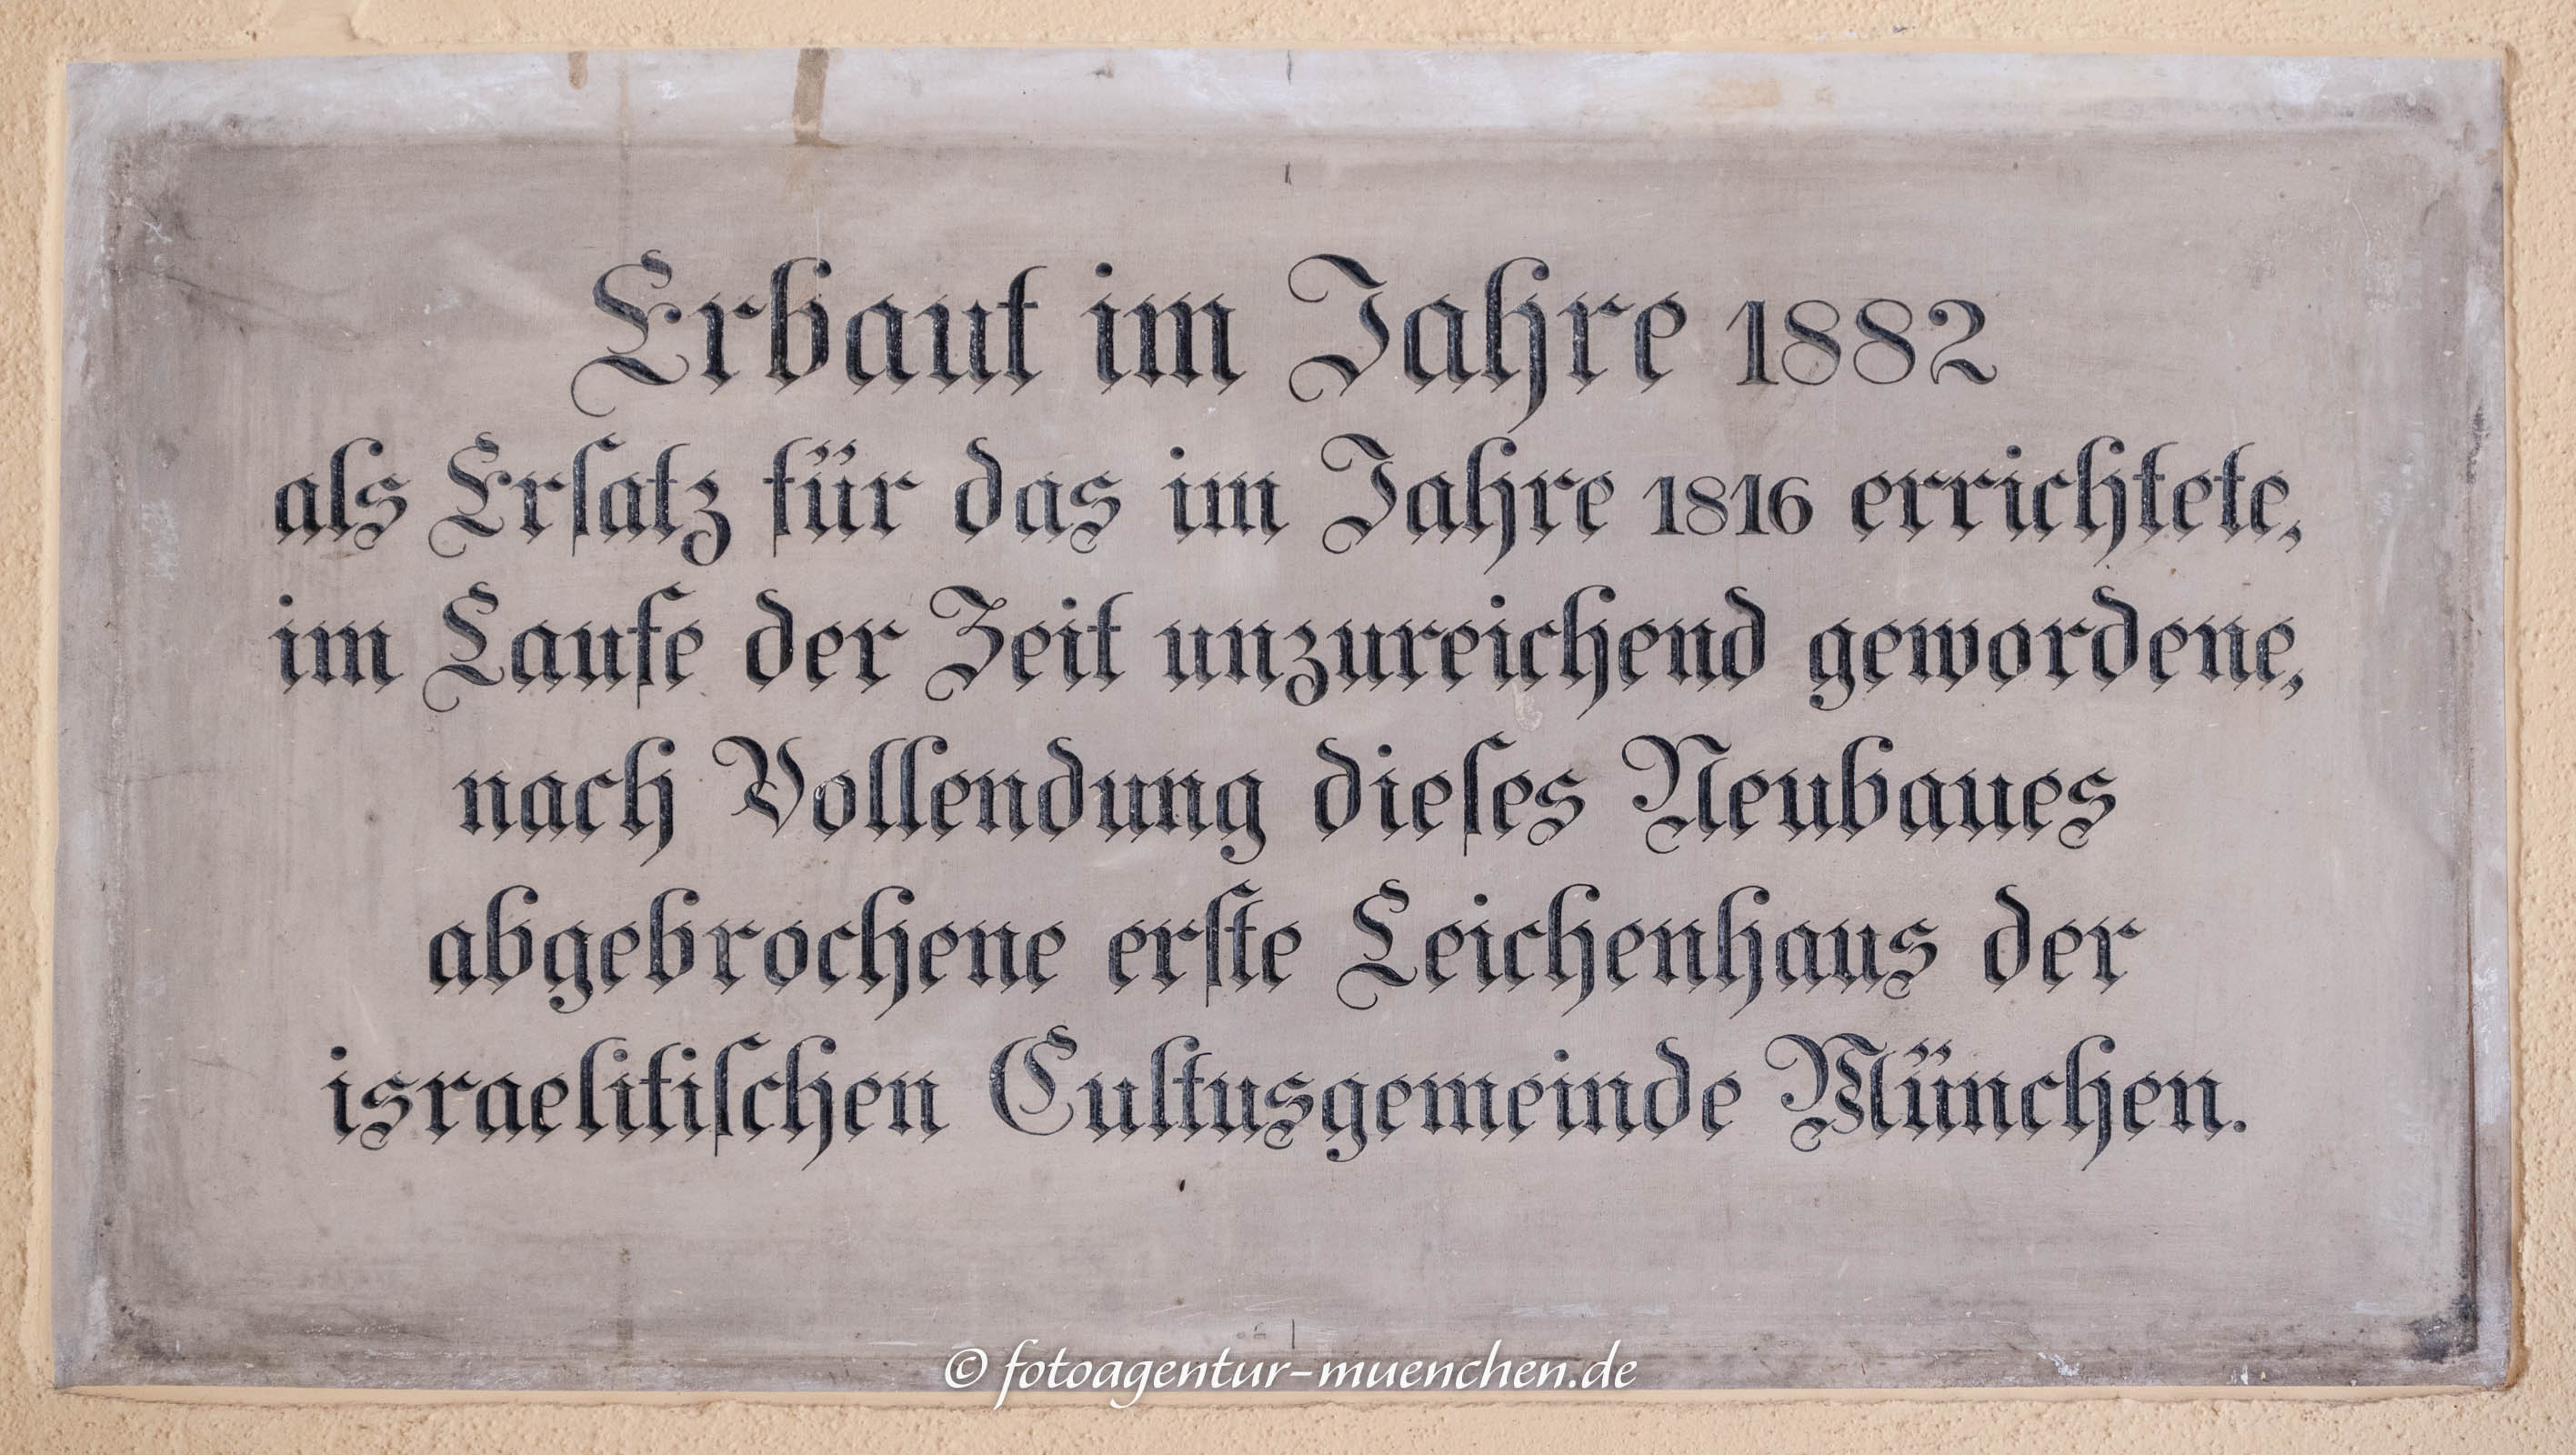 Erbaut im Jahre 1882
als Erſatz für das im Jahre 1816 errichtete,
im Laufe der Zeit unzureichend gewordene,
nach Vollendung dieſes Neubaues
abgebrochene erſte Leichenhaus der
israelitiſchen Cultusgemeinde München.
© fotoagentur-muenchen.de